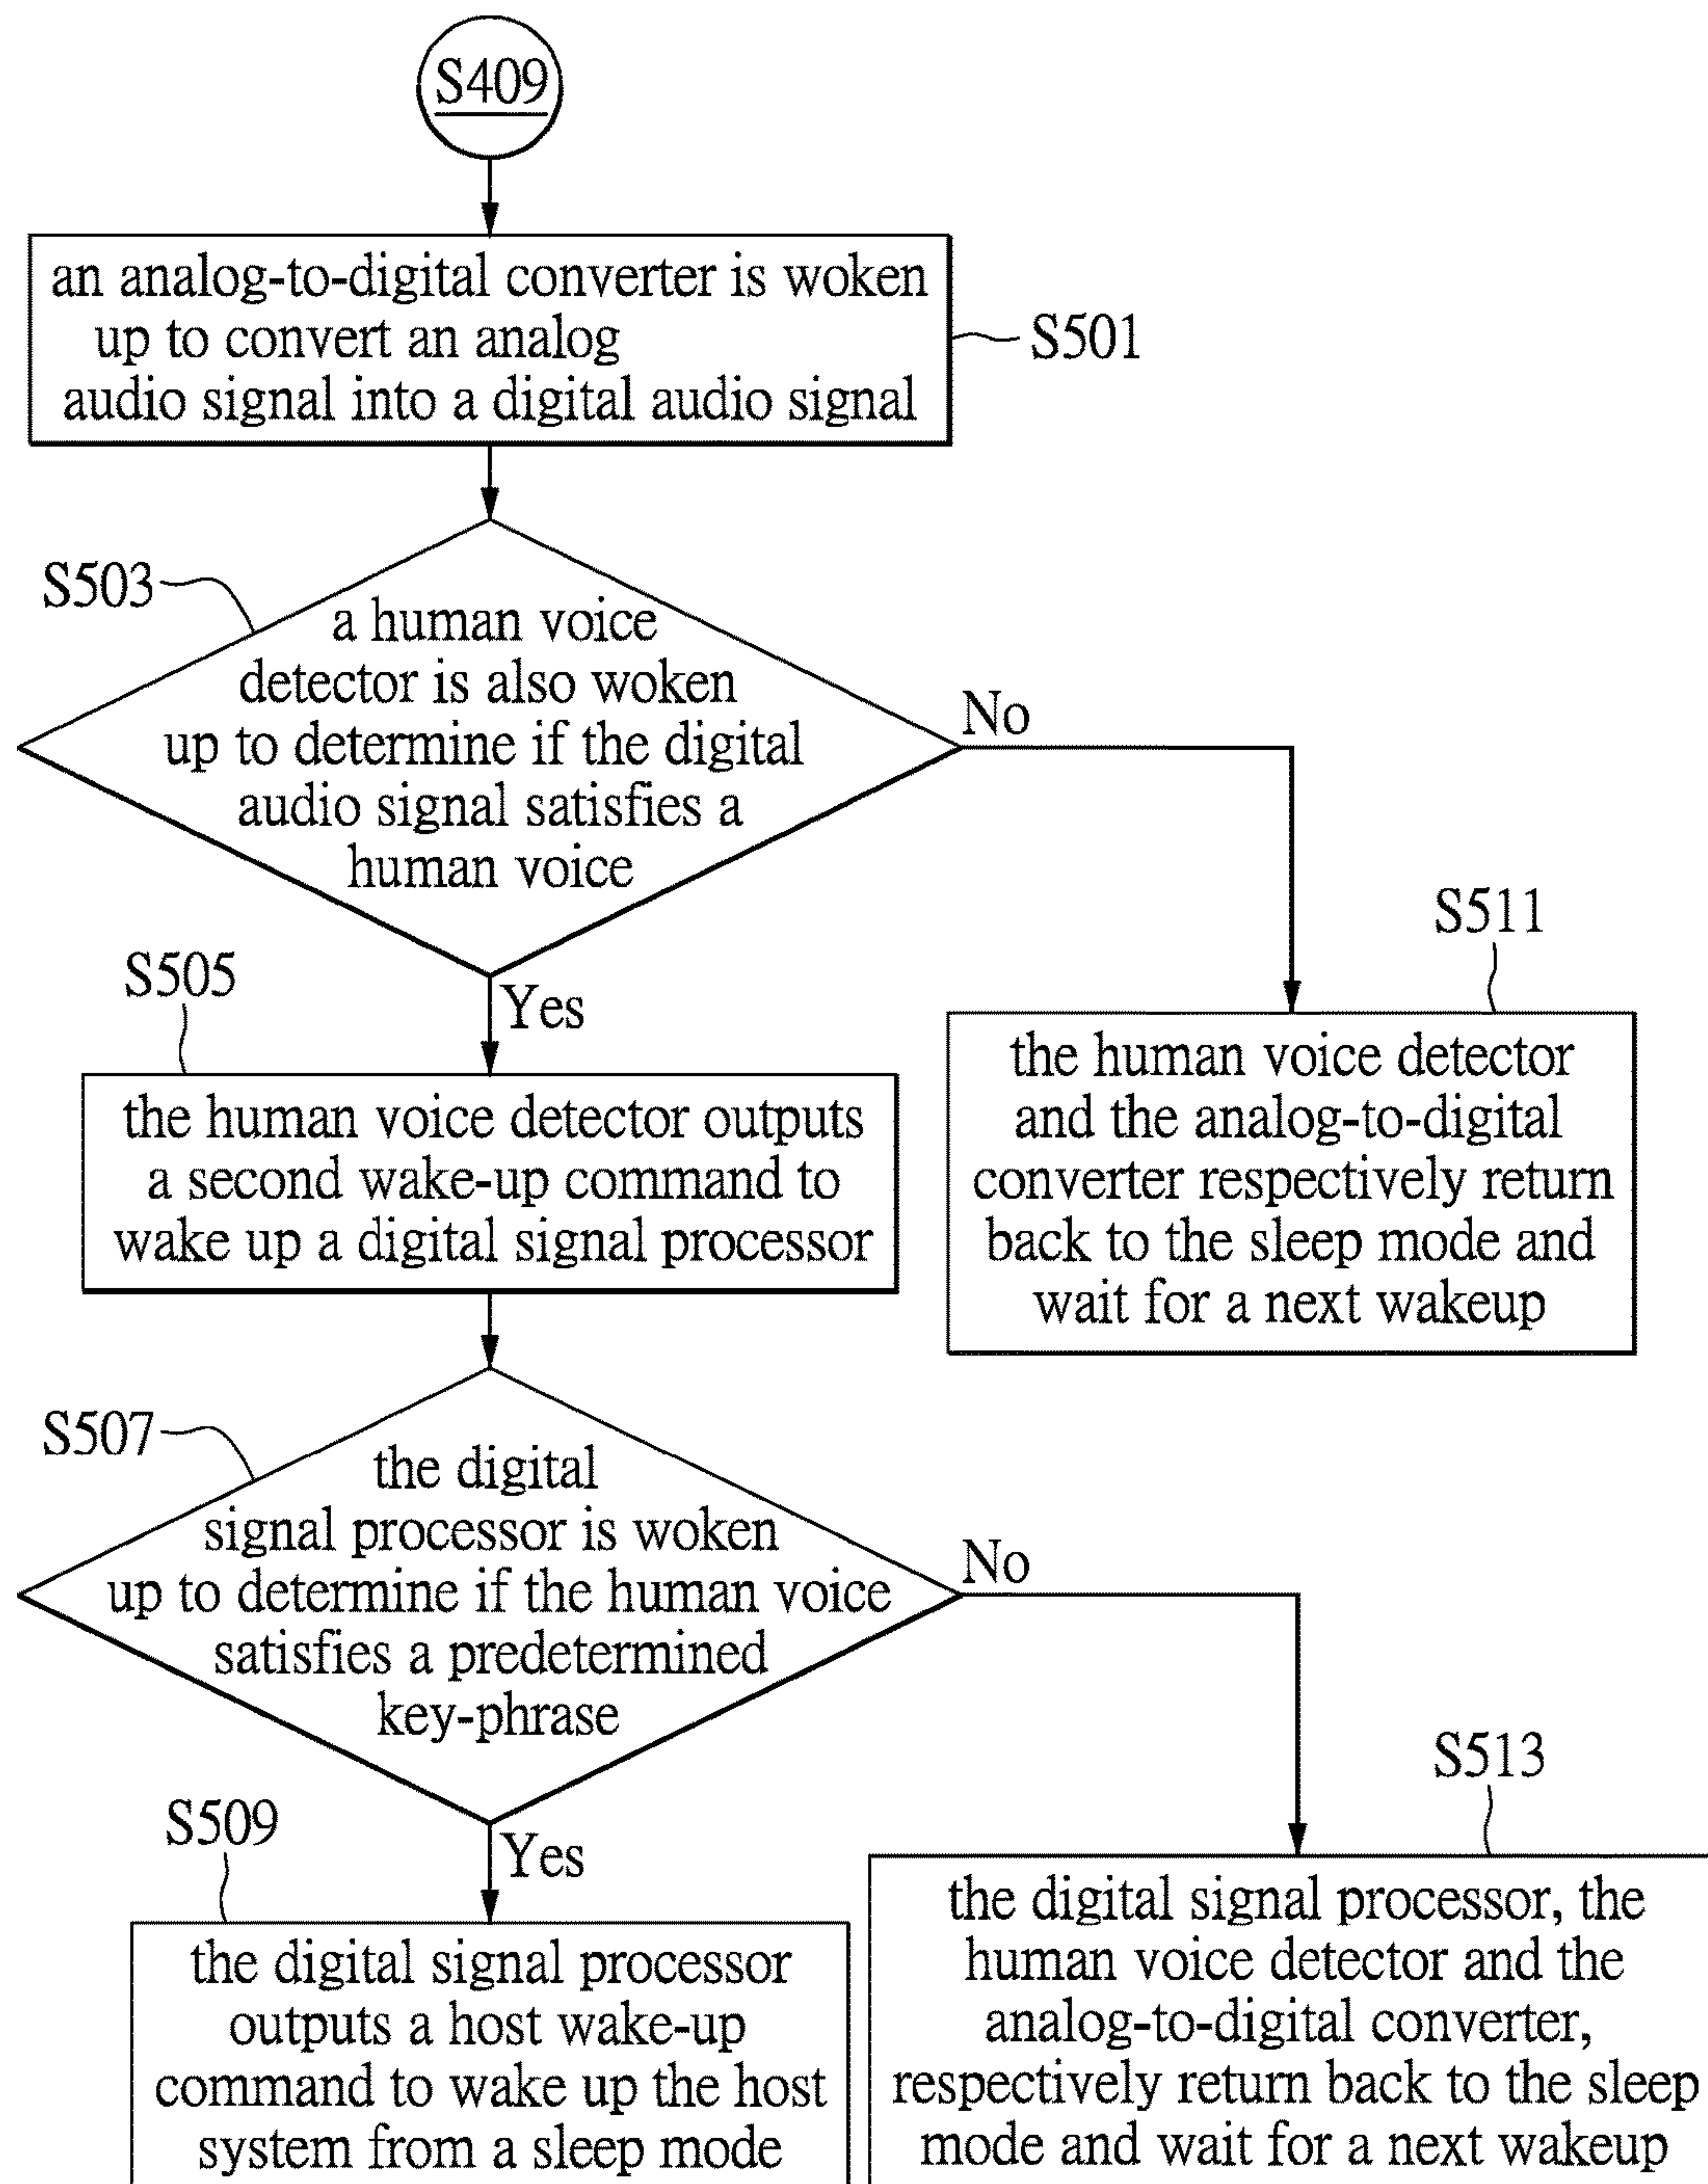 S409
an analog-to-digital converter is woken
up to convert an analog
audio signal into a digital audio signal
S501
S503
a human voice
detector is also woken
up to determine if the digital
audio signal satisfies a
human voice
No
Yes
S505
the human voice detector outputs
a second wake-up command to
wake up a digital signal processor
S511
the human voice detector
and the analog-to-digital
converter respectively return
back to the sleep mode and
wait for a next wakeup
S507
the digital
signal processor is woken
up to determine if the human voice
satisfies a predetermined
key-phrase
No
Yes
S509
the digital signal processor
outputs a host wake-up
command to wake up the host
system from a sleep mode
S513
the digital signal processor, the
human voice detector and the
analog-to-digital converter,
respectively return back to the sleep
mode and wait for a next wakeup